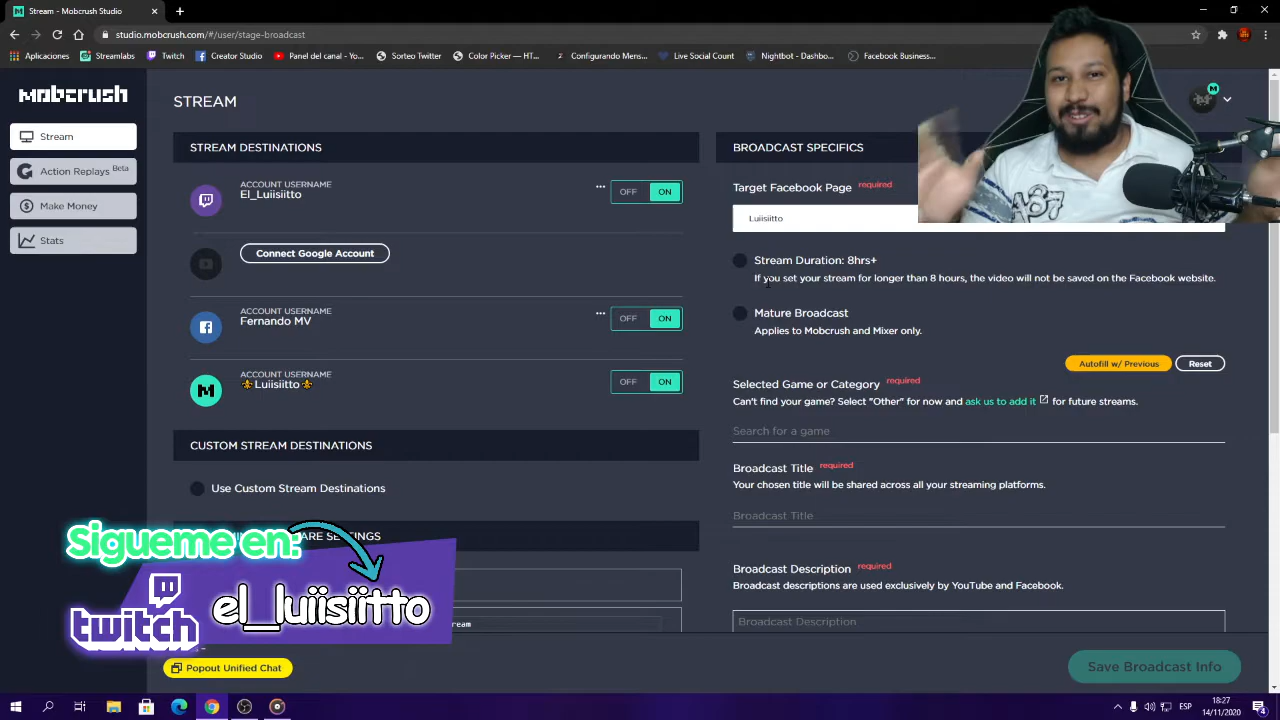 Stream - Mobcrush Studio
studio.mobcrush.com/#/user/stage-broadcast
Aplicaciones
Streamlabs
Twitch
Creator Studio
Panel del canal - Yo...
Sorteo Twitter
Color Picker — HT...
Configurando Mens...
Live Social Count
Nightbot - Dashbo...
Facebook Business...
MOBCRUSH
Stream
Action Replays Beta
Make Money
Stats
STREAM
STREAM DESTINATIONS
ACCOUNT USERNAME
El_Luiisiitto
OFF ON
Connect Google Account
ACCOUNT USERNAME
Fernando MV
OFF ON
ACCOUNT USERNAME
⚜Luiisiitto⚜
OFF ON
CUSTOM STREAM DESTINATIONS
Use Custom Stream Destinations
ARE SETTINGS
ream
Popout Unified Chat
BROADCAST SPECIFICS
Target Facebook Page required
Luiisiitto
Stream Duration: 8hrs+
If you set your stream for longer than 8 hours, the video will not be saved on the Facebook website.
Mature Broadcast
Applies to Mobcrush and Mixer only.
Autofill w/ Previous
Reset
Selected Game or Category required
Can't find your game? Select "Other" for now and ask us to add it for future streams.
Search for a game
Broadcast Title required
Your chosen title will be shared across all your streaming platforms.
Broadcast Title
Broadcast Description required
Broadcast descriptions are used exclusively by YouTube and Facebook.
Broadcast Description
Save Broadcast Info
Sigueme en:
twitch
el_luiisiitto
ESP
18:27
14/11/2020
4